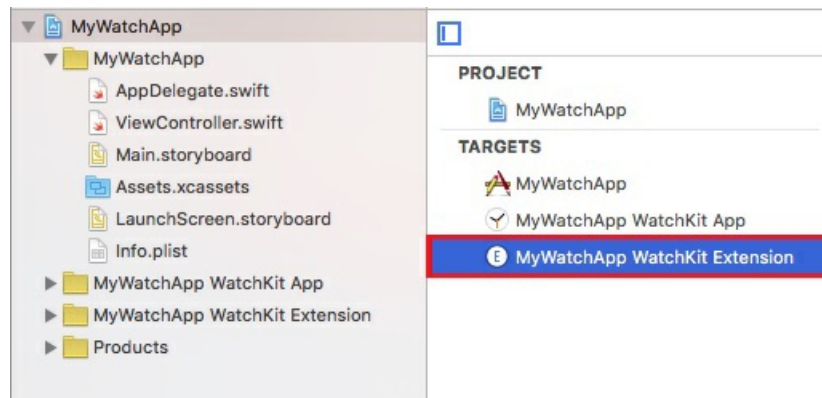 MyWatchApp
MyWatchApp
AppDelegate.swift
ViewController.swift
Main.storyboard
Assets.xcassets
LaunchScreen.storyboard
Info.plist
MyWatchApp WatchKit App
MyWatchApp WatchKit Extension
Products
PROJECT
MyWatchApp
TARGETS
MyWatchApp
MyWatchApp WatchKit App
E MyWatchApp WatchKit Extension